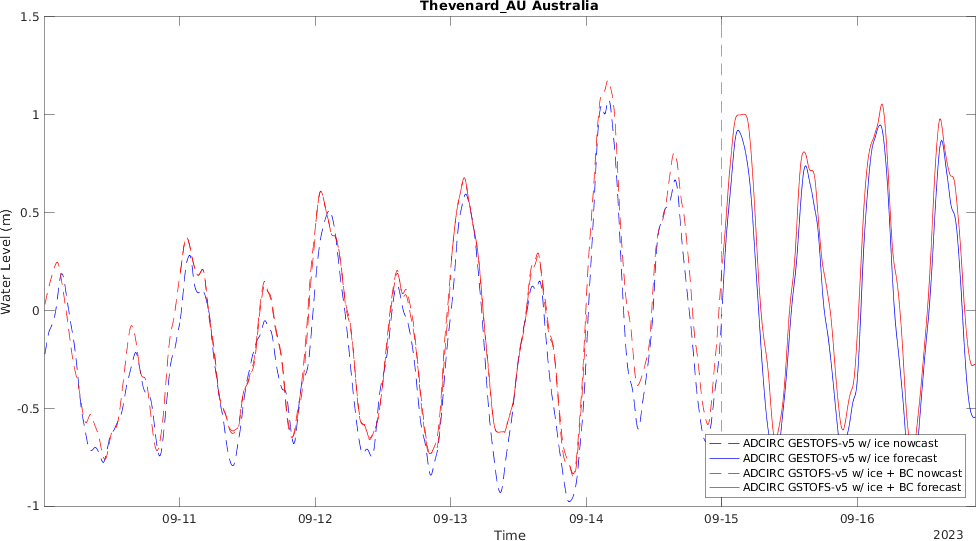 Thevenard_AU Australia
1.5
1
0.5
0
-0.5
-1
Water Level (m)
09-11 09-12 09-13 09-14 09-15 09-16
Time
2023
ADCIRC GESTOFS-v5 w/ ice nowcast
ADCIRC GESTOFS-v5 w/ ice forecast
ADCIRC GSTOFS-v5 w/ ice + BC nowcast
ADCIRC GSTOFS-v5 w/ ice + BC forecast